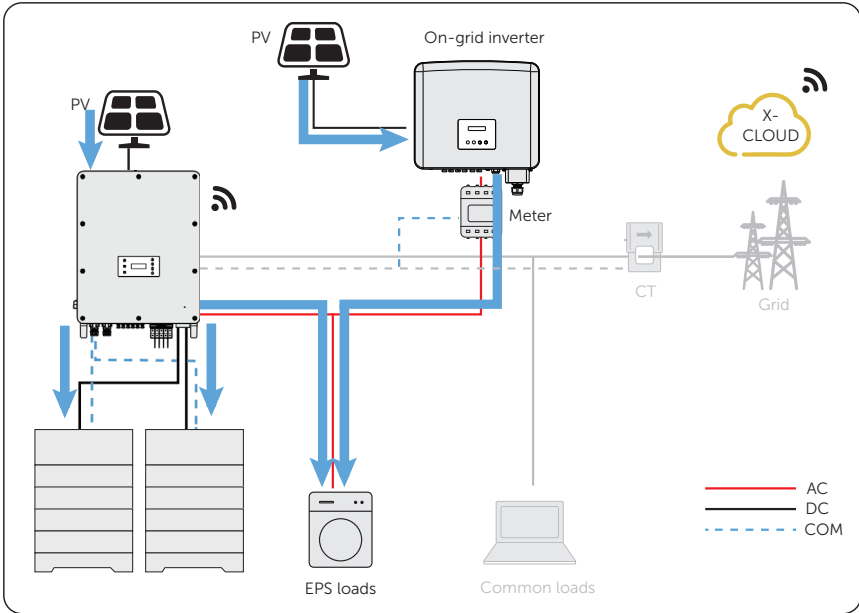 PV
On-grid inverter
PV
X-
CLOUD
Meter
CT
Grid
AC
DC
COM
EPS loads
Common loads